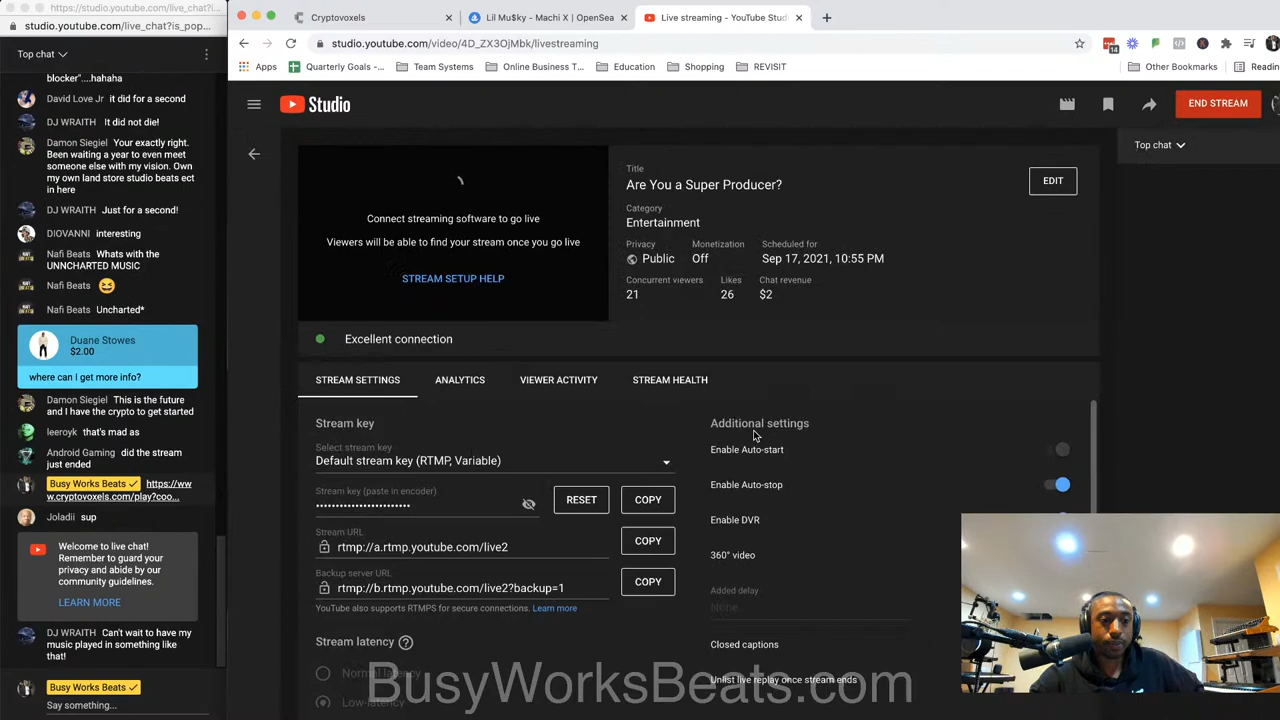 youtube.com/live_chat?i...
youtube.com/live_chat?is_pop...
Top chat
blocker"....hahaha
David Love Jr it did for a second
DJ WRAITH It did not die!
Damon Siegiel Your exactly right.
Been waiting a year to even meet
someone else with my vision. Own
my own land store studio beats ect
in here
DJ WRAITH Just for a second!
DIOVANNI interesting
Nafi Beats Whats with the
UNNCHARTED MUSIC
Nafi Beats 😆
Nafi Beats Uncharted*
Duane Stowes
$2.00
where can I get more info?
Damon Siegiel This is the future
and I have the crypto to get started
leeroyk that's mad as
Android Gaming did the stream
just ended
Busy Works Beats ✓ https://ww
w.cryptovoxels.com/play?coo...
Joladii sup
Welcome to live chat!
Remember to guard your
privacy and abide by our
community guidelines.
LEARN MORE
DJ WRAITH Can't wait to have my
music played in something like
that!
Busy Works Beats ✓
Say something...
Cryptovoxels
Lil Mu$ky - Machi X | OpenSea
Live streaming - YouTube Stud
studio.youtube.com/video/4D_ZX3OjMbk/livestreaming
14
Apps Quarterly Goals -... Team Systems Online Business T... Education Shopping REVISIT Other Bookmarks Readin
Studio
END STREAM
Connect streaming software to go live
Viewers will be able to find your stream once you go live
STREAM SETUP HELP
Excellent connection
Title
Are You a Super Producer?
EDIT
Category
Entertainment
Privacy Monetization Scheduled for
Public Off Sep 17, 2021, 10:55 PM
Concurrent viewers Likes Chat revenue
21 26 $2
Top chat
STREAM SETTINGS ANALYTICS VIEWER ACTIVITY STREAM HEALTH
Stream key
Select stream key
Default stream key (RTMP, Variable)
Stream key (paste in encoder)
RESET COPY
Stream URL
rtmp://a.rtmp.youtube.com/live2
COPY
Backup server URL
rtmp://b.rtmp.youtube.com/live2?backup=1
COPY
YouTube also supports RTMPS for secure connections. Learn more
Stream latency
Normal latency
Low-latency
Additional settings
Enable Auto-start
Enable Auto-stop
Enable DVR
360° video
Added delay
None
Closed captions
Unlist live replay once stream ends
BusyWorksBeats.com